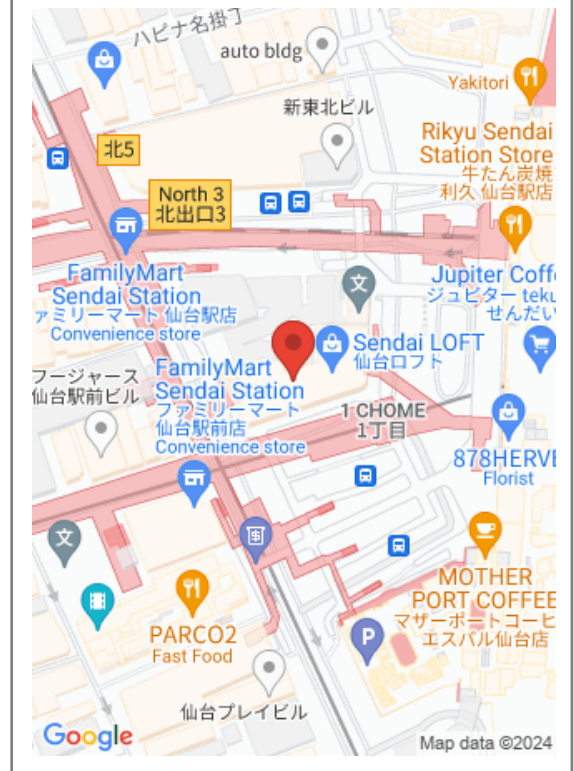 ハピナ名掛丁
auto bldg
Yakitori
新東北ビル
Rikyu Sendai
Station Store
牛たん炭焼
利久 仙台駅店
北5
North 3
北出口3
FamilyMart
Sendai Station
ァミリーマート 仙台駅店
Convenience store
文
Jupiter Coff
ジュピター teku
せんだい
Sendai LOFT
仙台ロフト
フージャース
仙台駅前ビル
FamilyMart
Sendai Station
ファミリーマート
仙台駅前店
Convenience store
1 CHOME
1丁目
878HERVE
Florist
文
PARCO2
Fast Food
MOTHER
PORT COFFEE
マザーポートコーヒ
エスパル仙台店
P
仙台プレイビル
Google
Map data ©2024